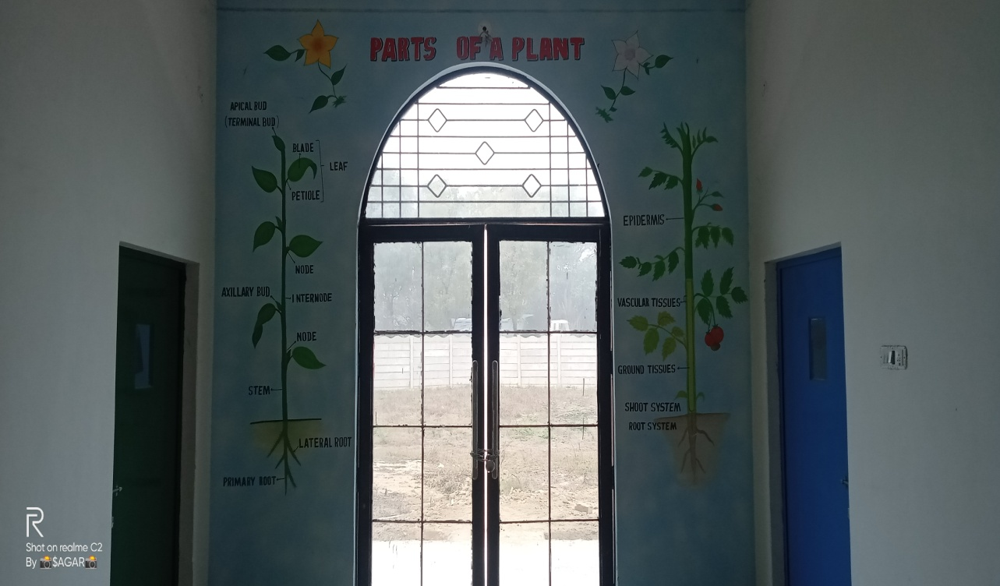 PARTS OF A PLANT
APICAL BUD
(TERMINAL BUD)
BLADE
LEAF
PETIOLE
NODE
AXILLARY BUD
INTERNODE
NODE
STEM
LATERAL ROOT
PRIMARY ROOT
EPIDERMIS
VASCULAR TISSUES
GROUND TISSUES
SHOOT SYSTEM
ROOT SYSTEM
R
Shot on realme C2
By 📸$AGAR📸